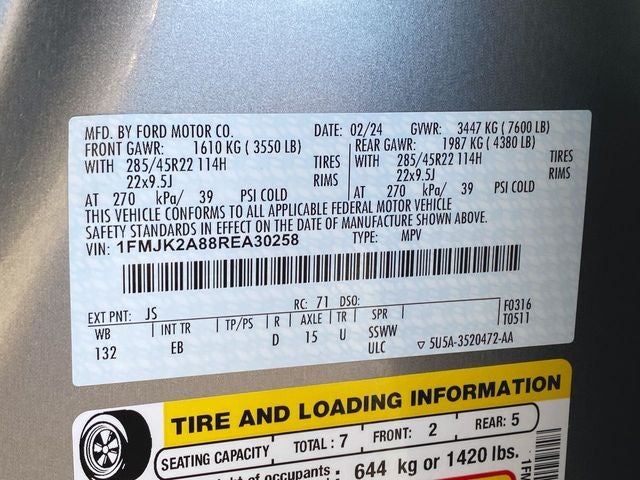 MFD. BY FORD MOTOR CO. DATE: 02/24 GVWR: 3447 KG ( 7600 LB)
FRONT GAWR: 1610 KG ( 3550 LB) REAR GAWR: 1987 KG ( 4380 LB)
WITH 285/45R22 114H TIRES WITH 285/45R22 114H TIRES
22x9.5J RIMS 22x9.5J RIMS
AT 270 kPa/ 39 PSI COLD AT 270 kPa/ 39 PSI COLD
THIS VEHICLE CONFORMS TO ALL APPLICABLE FEDERAL MOTOR VEHICLE
SAFETY STANDARDS IN EFFECT ON THE DATE OF MANUFACTURE SHOWN ABOVE.
VIN: 1FMJK2A88REA30258 TYPE: MPV
EXT PNT: JS RC: 71 DSO: F0316
WB INT TR TP/PS R AXLE TR SPR T0511
132 EB D 15 U SSWW
ULC ▽ 5U5A-3520472-AA
TIRE AND LOADING INFORMATION
SEATING CAPACITY TOTAL : 7 FRONT: 2 REAR: 5
of occupants : 644 kg or 1420 lbs.
1FM